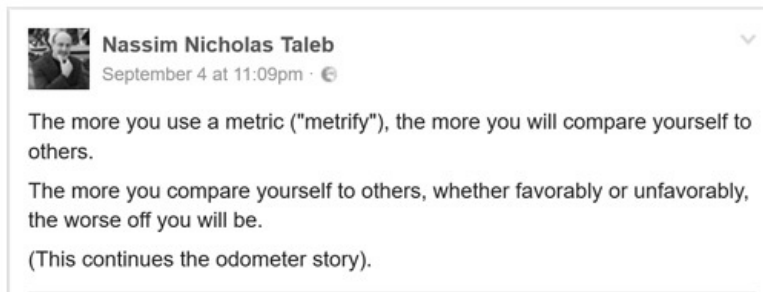 Nassim Nicholas Taleb
September 4 at 11:09pm ·
The more you use a metric ("metrify"), the more you will compare yourself to
others.
The more you compare yourself to others, whether favorably or unfavorably,
the worse off you will be.
(This continues the odometer story).